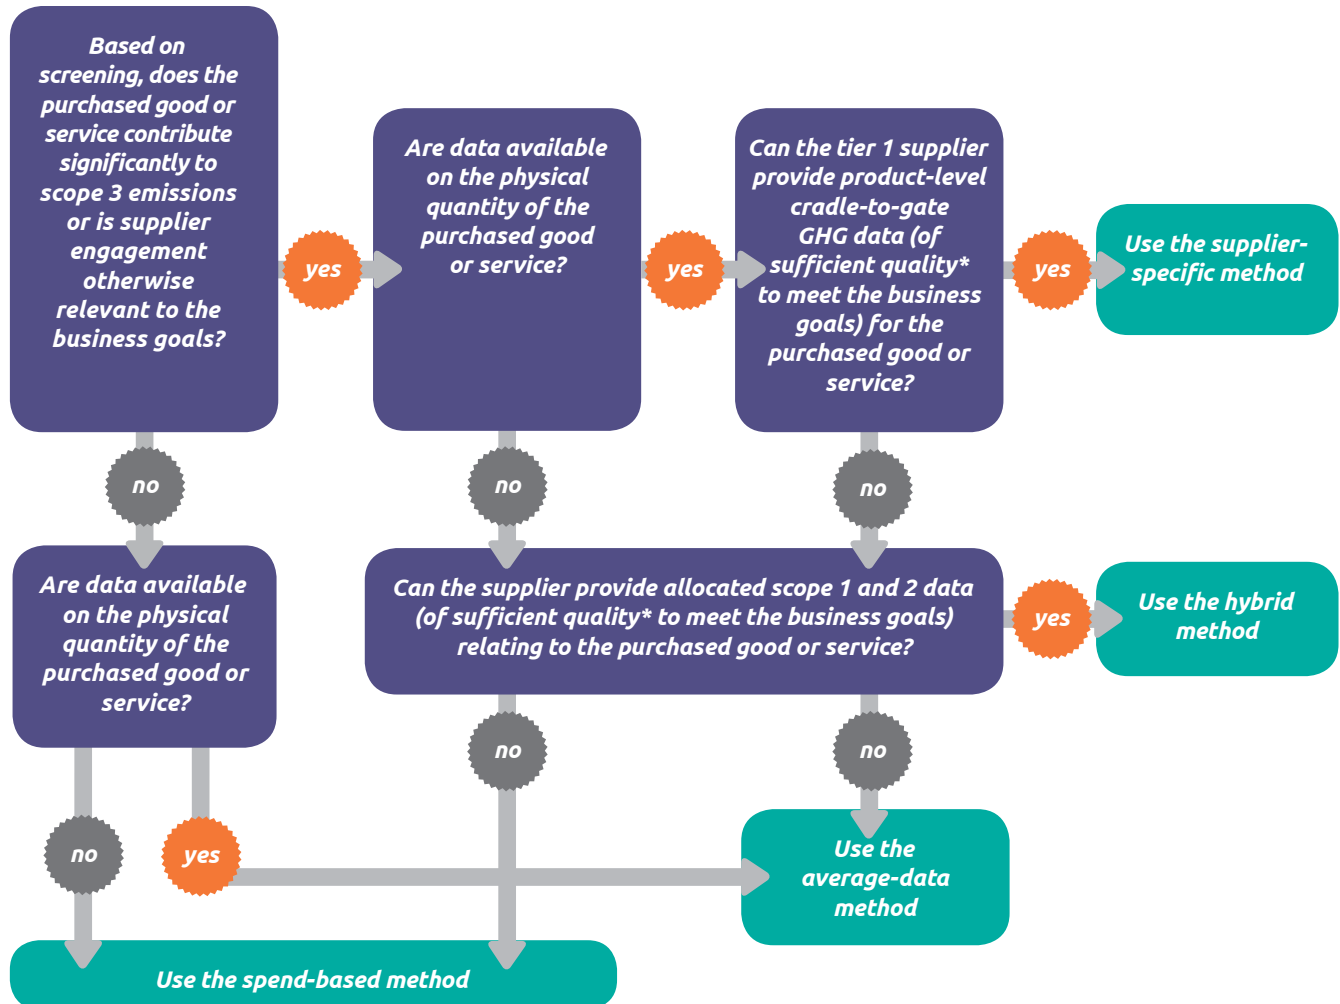 Based on
screening, does the
purchased good or
service contribute
significantly to
scope 3 emissions
or is supplier
engagement
otherwise
relevant to the
business goals?
yes
Are data available
on the physical
quantity of the
purchased good
or service?
yes
Can the tier 1 supplier
provide product-level
cradle-to-gate
GHG data (of
sufficient quality*
to meet the business
goals) for the
purchased good or
service?
yes
Use the supplier-
specific method
no
no
no
Are data available
on the physical
quantity of the
purchased good or
service?
Can the supplier provide allocated scope 1 and 2 data
(of sufficient quality* to meet the business goals)
relating to the purchased good or service?
yes
Use the hybrid
method
no
no
no
yes
Use the
average-data
method
Use the spend-based method